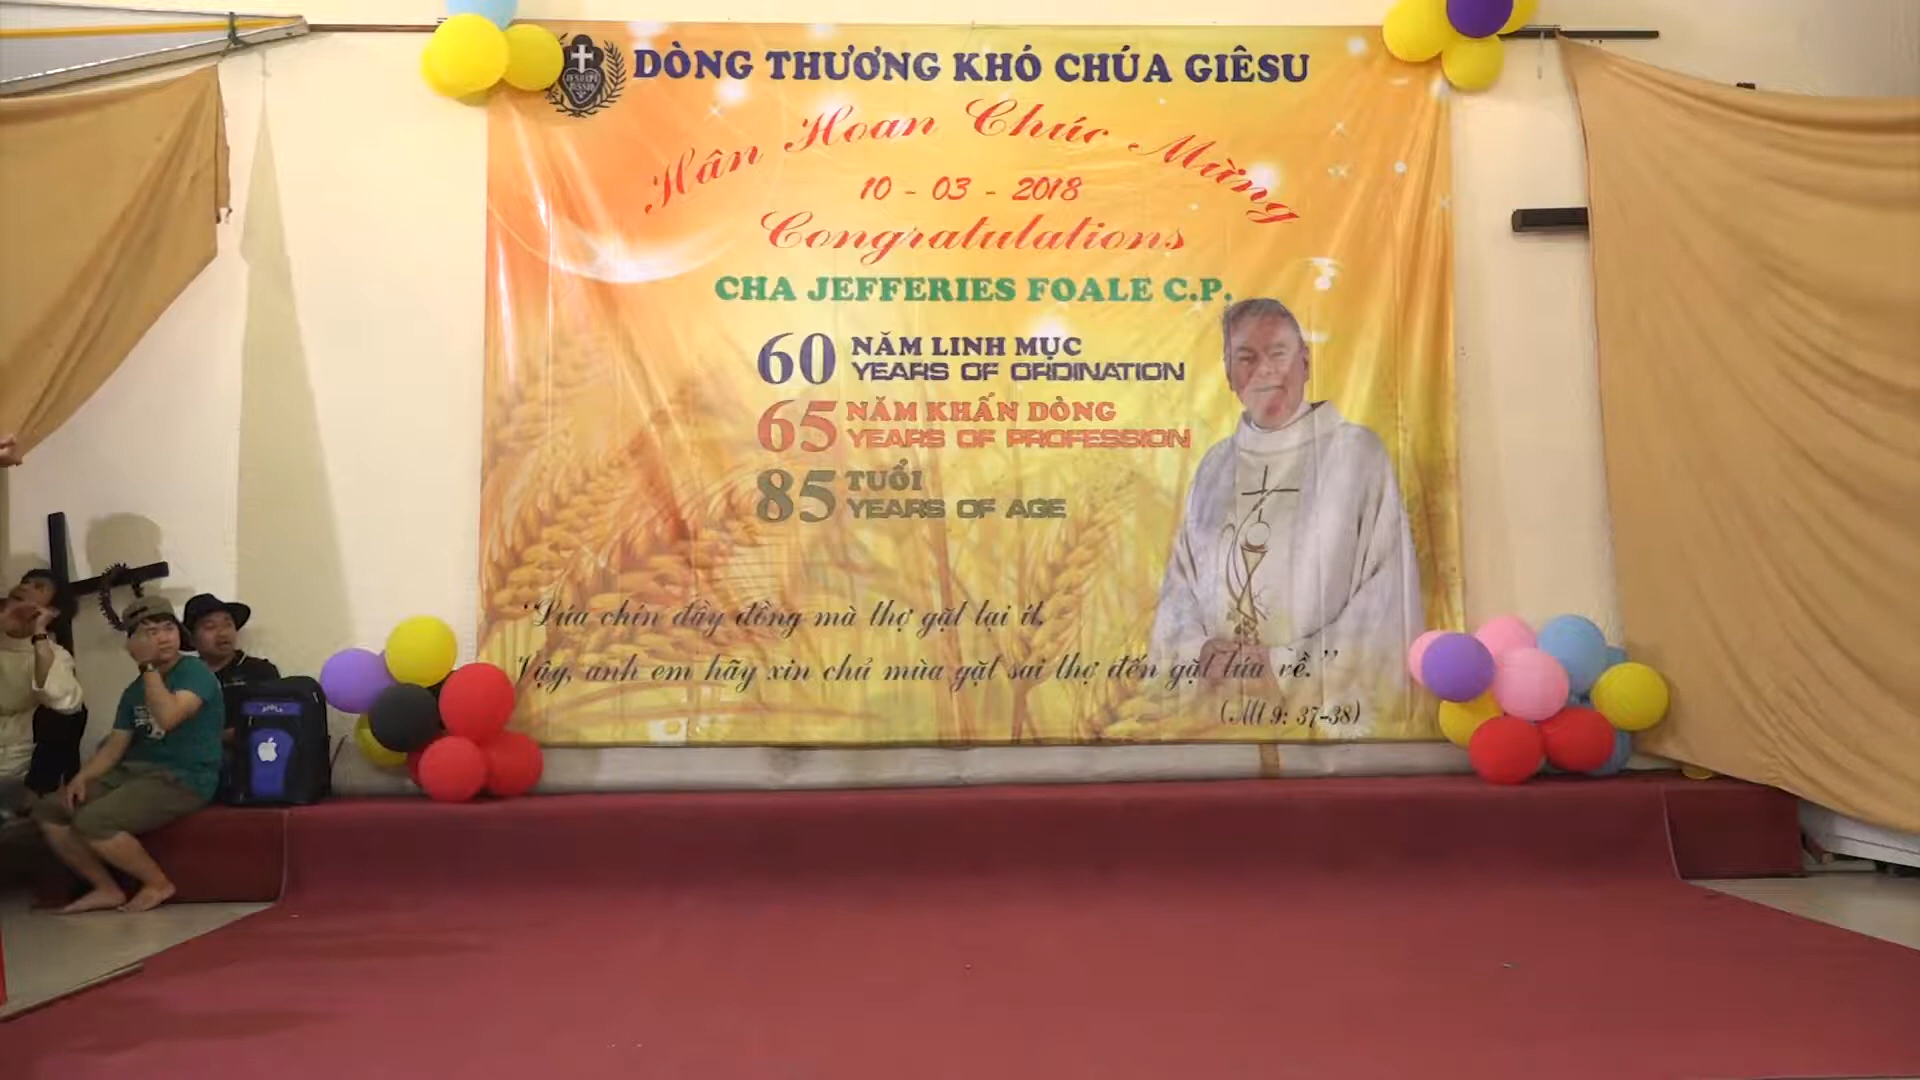 DÒNG THƯƠNG KHÓ CHÚA GIÊSU
Hân Hoan Chúc Mừng
10 - 03 - 2018
Congratulations
CHA JEFFERIES FOALE C.P.
60 NĂM LINH MỤC
YEARS OF ORDINATION
65 NĂM KHẤN DÒNG
YEARS OF PROFESSION
85 TUỔI
YEARS OF AGE
“Lúa chín đầy đồng mà thợ gặt lại ít,
Vậy, anh em hãy xin chủ mùa gặt sai thợ đến gặt lúa về.”
(Mt 9: 37-38)